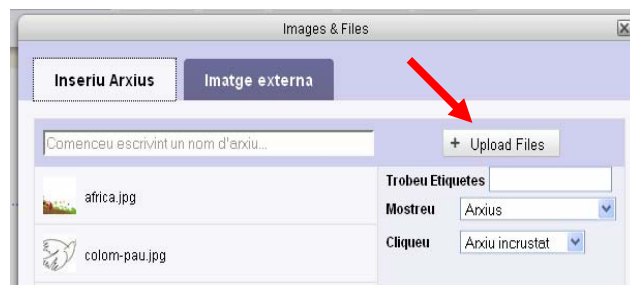 Images & Files
Inseriu Arxius
Imatge externa
Comenceu escrivint un nom d'arxiu...
+ Upload Files
africa.jpg
Trobeu Etiquetes
Mostreu Arxius
colom-pau.jpg
Cliqueu Arxiu incrustat